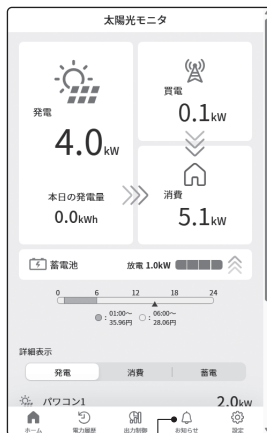 太陽光モニタ
発電
4.0kW
本日の発電量
0.0kWh
買電
0.1kW
消費
5.1kW
蓄電池 放電 1.0kW
0 6 12 18 24
: 01:00〜 35.96円 : 06:00〜 28.06円
詳細表示
発電 消費 蓄電
パワコン1 2.0kW
ホーム 電力履歴 出力制御 お知らせ 設定